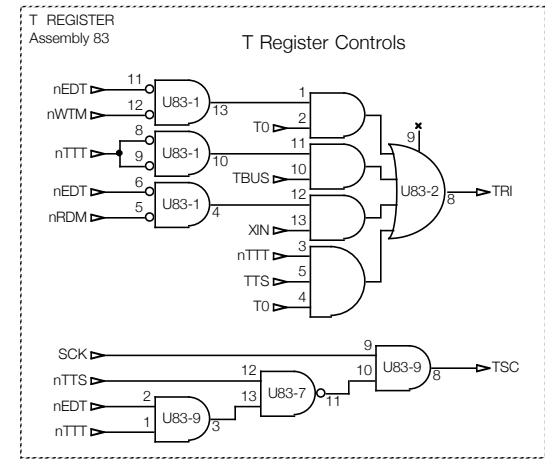 T REGISTER
Assembly 83
T Register Controls
nEDT 11
U83-1
nWTM 12
13
1
T0 2
8
nTTT
U83-1
9
10
11
TBUS 10
nEDT 6
U83-1
nRDM 5
4
12
XIN 13
nTTT 3
TTS 5
T0 4
x
9
U83-2
8
TRI
SCK 9
U83-9
TSC
8
nTTS 12
10
U83-7
13
11
nEDT 2
U83-9
nTTT 1
3